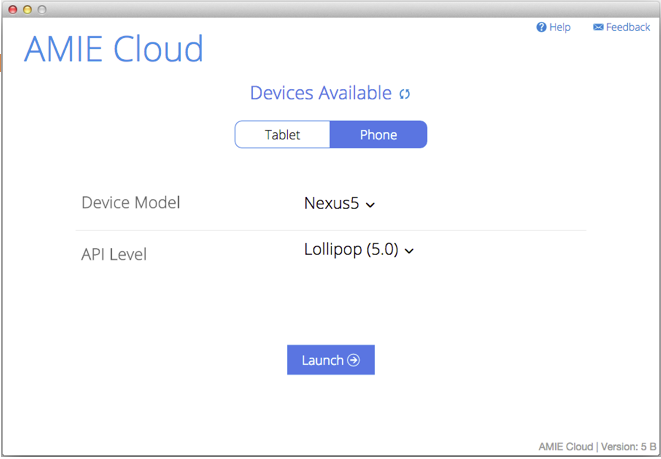 Help Feedback
AMIE Cloud
Devices Available
Tablet Phone
Device Model Nexus5
API Level Lollipop (5.0)
Launch
AMIE Cloud | Version: 5 B